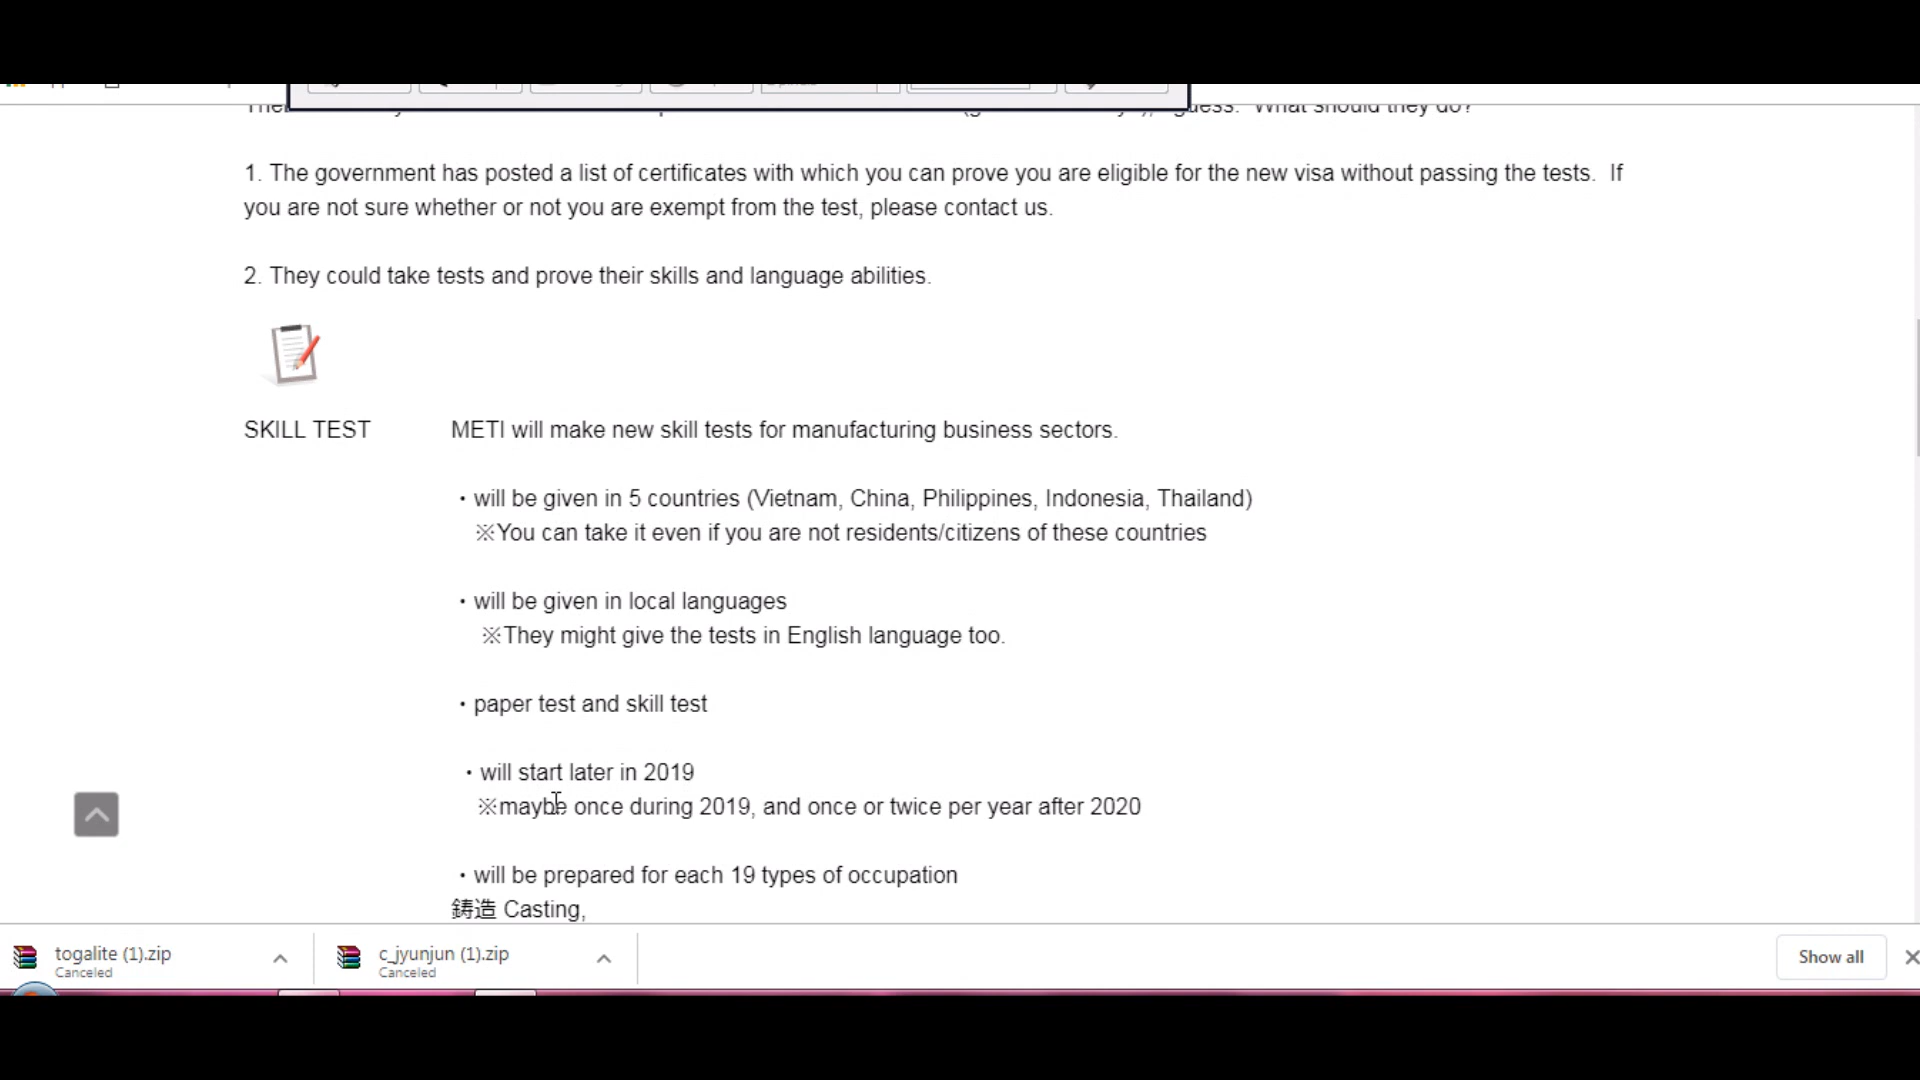 What should they do?
1. The government has posted a list of certificates with which you can prove you are eligible for the new visa without passing the tests. If
you are not sure whether or not you are exempt from the test, please contact us.
2. They could take tests and prove their skills and language abilities.
SKILL TEST METI will make new skill tests for manufacturing business sectors.
・will be given in 5 countries (Vietnam, China, Philippines, Indonesia, Thailand)
※You can take it even if you are not residents/citizens of these countries
・will be given in local languages
※They might give the tests in English language too.
・paper test and skill test
・will start later in 2019
※maybe once during 2019, and once or twice per year after 2020
・will be prepared for each 19 types of occupation
鋳造 Casting,
togalite (1).zip
Canceled
c_jyunjun (1).zip
Canceled
Show all